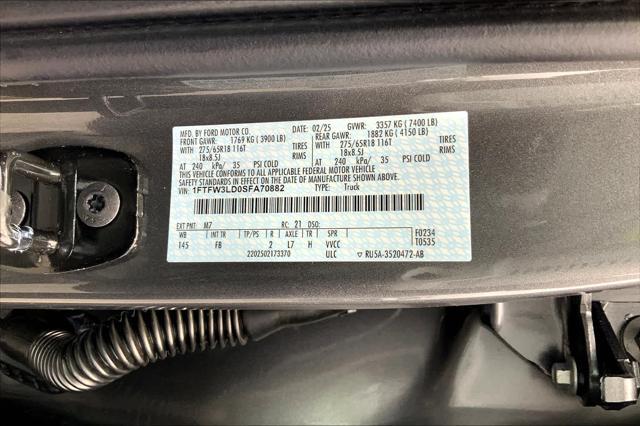 MFD. BY FORD MOTOR CO. DATE: 02/25 GVWR: 3357 KG ( 7400 LB)
FRONT GAWR: 1769 KG ( 3900 LB) REAR GAWR: 1882 KG ( 4150 LB)
WITH 275/65R18 116T TIRES WITH 275/65R18 116T TIRES
18x8.5J RIMS 18x8.5J RIMS
AT 240 kPa/ 35 PSI COLD AT 240 kPa/ 35 PSI COLD
THIS VEHICLE CONFORMS TO ALL APPLICABLE FEDERAL MOTOR VEHICLE
SAFETY AND THEFT PREVENTION STANDARDS IN EFFECT ON THE DATE OF
MANUFACTURE SHOWN ABOVE.
VIN: 1FTFW3LD0SFA70882 TYPE: Truck
EXT PNT: M7 RC: 21 DSO: F0234
WB INT TR TP/PS R AXLE TR SPR T0535
145 FB 2 L7 H VVCC
2202502173370 ULC RU5A-3520472-AB